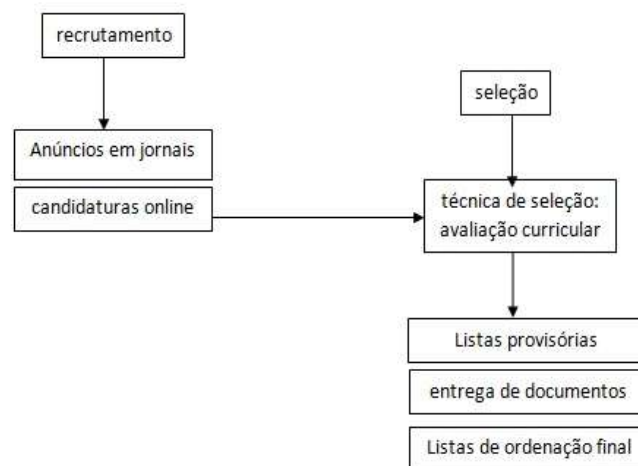 recrutamento
Anúncios em jornais
candidaturas online
seleção
técnica de seleção:
avaliação curricular
Listas provisórias
entrega de documentos
Listas de ordenação final